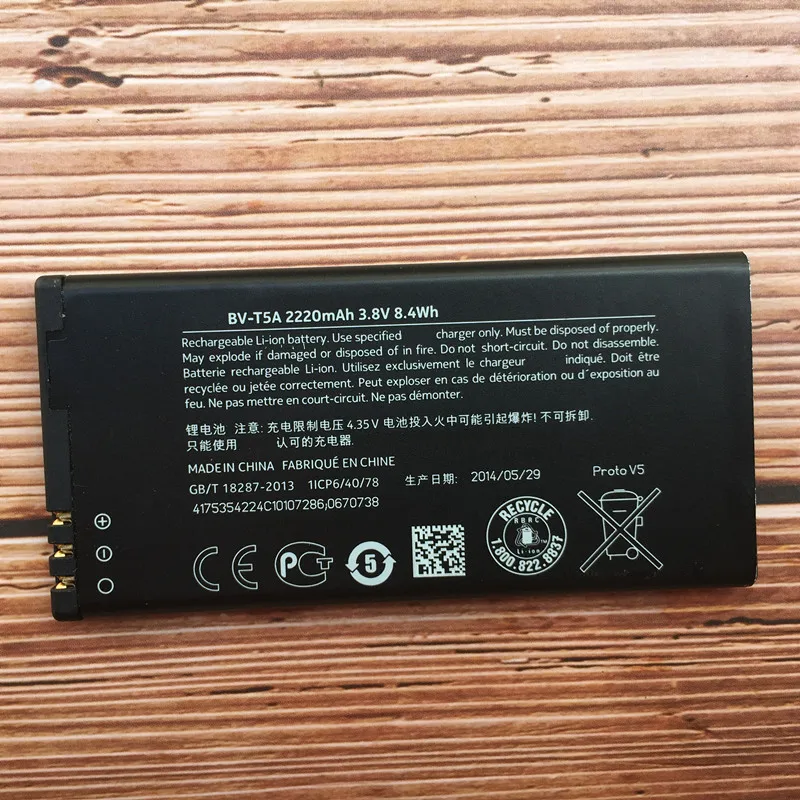 BV-T5A 2220mAh 3.8V 8.4Wh
Rechargeable Li-ion battery. Use specified charger only. Must be disposed of properly.
May explode if damaged or disposed of in fire. Do not short-circuit. Do not disassemble.
Batterie rechargeable Li-ion. Utilisez exclusivement le chargeur indiqué. Doit être
recyclée ou jetée correctement. Peut exploser en cas de détérioration ou d´exposition au
feu. Ne pas mettre en court-circuit. Ne pas démonter.
锂电池 注意: 充电限制电压 4.35V 电池投入火中可能引起爆炸! 不可拆卸.
只能使用 认可的充电器.
MADE IN CHINA FABRIQUÉ EN CHINE
GB/T 18287-2013 1ICP6/40/78 生产日期: 2014/05/29 Proto V5
4175354224C10107286;0670738
CE
5
RECYCLE
RBRC
Li-ion
1.800.822.8837